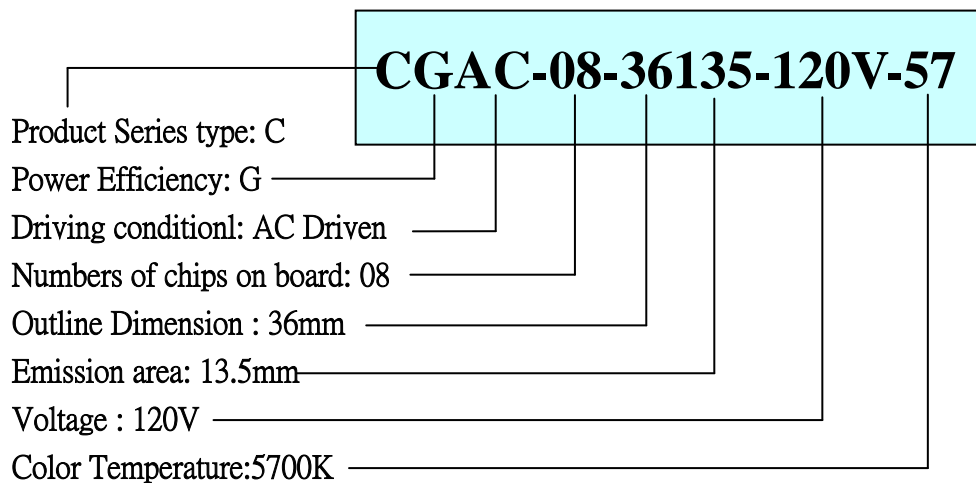 CGAC-08-36135-120V-57
Product Series type: C
Power Efficiency: G
Driving conditionl: AC Driven
Numbers of chips on board: 08
Outline Dimension : 36mm
Emission area: 13.5mm
Voltage : 120V
Color Temperature:5700K